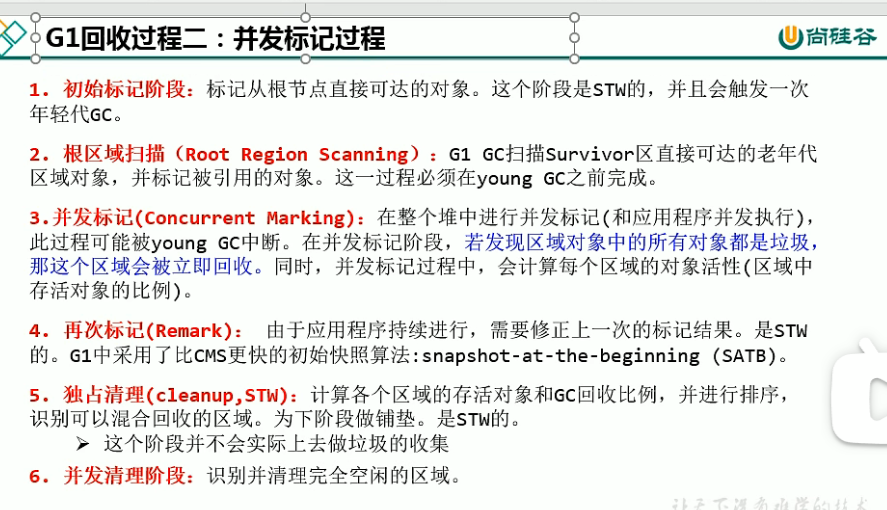 G1回收过程二：并发标记过程
尚硅谷
1. 初始标记阶段：标记从根节点直接可达的对象。这个阶段是STW的，并且会触发一次
年轻代GC。
2. 根区域扫描（Root Region Scanning）：G1 GC扫描Survivor区直接可达的老年代
区域对象，并标记被引用的对象。这一过程必须在young GC之前完成。
3.并发标记(Concurrent Marking)：在整个堆中进行并发标记(和应用程序并发执行)，
此过程可能被young GC中断。在并发标记阶段，若发现区域对象中的所有对象都是垃圾，
那这个区域会被立即回收。同时，并发标记过程中，会计算每个区域的对象活性(区域中
存活对象的比例)。
4. 再次标记(Remark)： 由于应用程序持续进行，需要修正上一次的标记结果。是STW
的。G1中采用了比CMS更快的初始快照算法:snapshot-at-the-beginning (SATB)。
5. 独占清理(cleanup,STW)：计算各个区域的存活对象和GC回收比例，并进行排序，
识别可以混合回收的区域。为下阶段做铺垫。是STW的。
➢ 这个阶段并不会实际上去做垃圾的收集
6. 并发清理阶段：识别并清理完全空闲的区域。